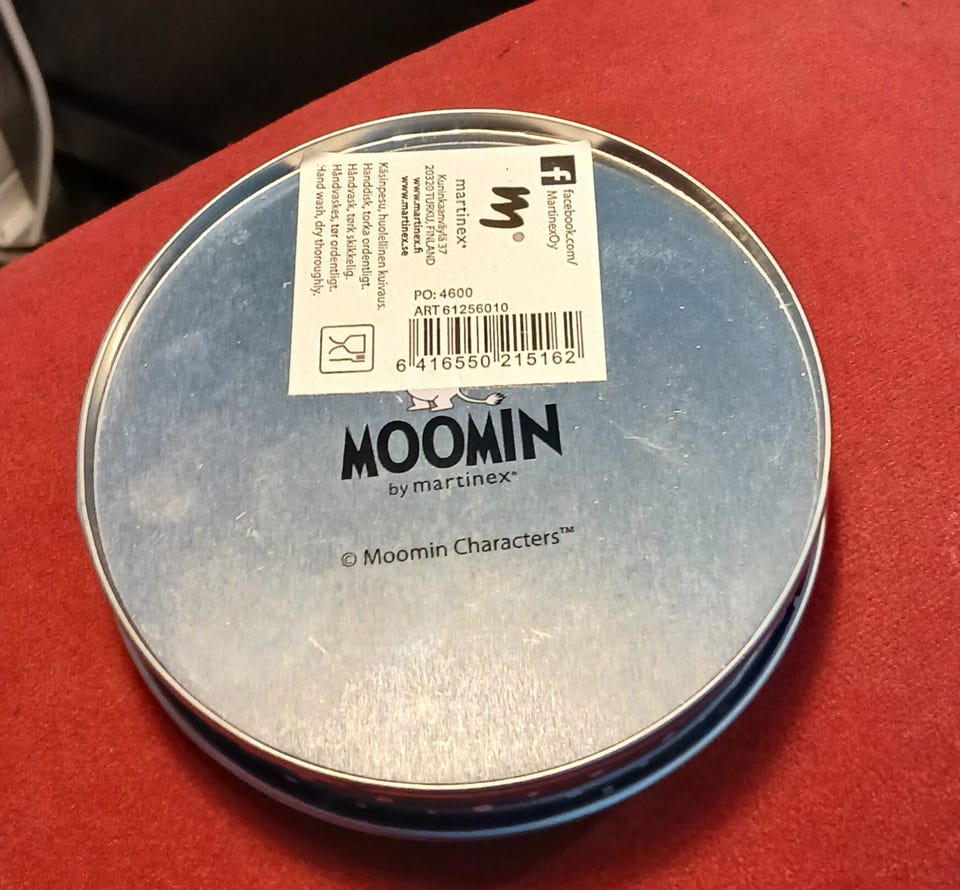 facebook.com/
MartinexOy
m
martinex®
Kuninkaanväylä 37
20320 TURKU, FINLAND
www.martinex.fi
www.martinex.se
Käsinpesu, huolellinen kuivaus.
Handdisk, torka ordentligt.
Håndvask, tørk skikkelig.
Håndvaskes, tør ordentligt.
Hand wash, dry thoroughly.
PO: 4600
ART 61256010
6 416550 215162
MOOMIN
by martinex®
© Moomin Characters™